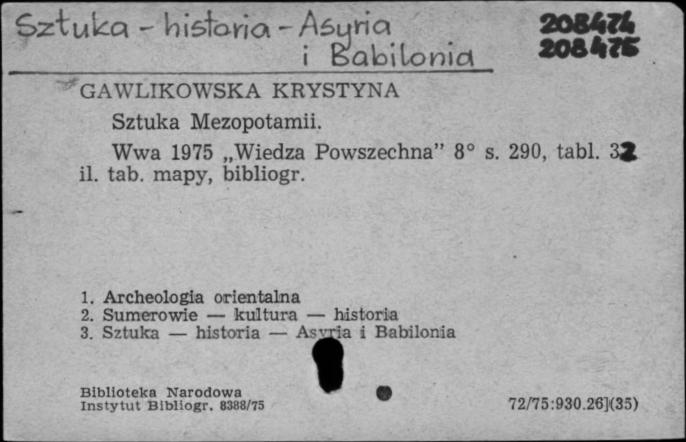 Sztuka - historia - Asyria
i Babilonia
208474
208475
GAWLIKOWSKA KRYSTYNA
Sztuka Mezopotamii.
Wwa 1975 „Wiedza Powszechna” 8° s. 290, tabl. 32
il. tab. mapy, bibliogr.
1. Archeologia orientalna
2. Sumerowie — kultura — historia
3. Sztuka — historia — Asyria i Babilonia
Biblioteka Narodowa
Instytut Bibliogr. 8388/75
72/75:930.26](35)